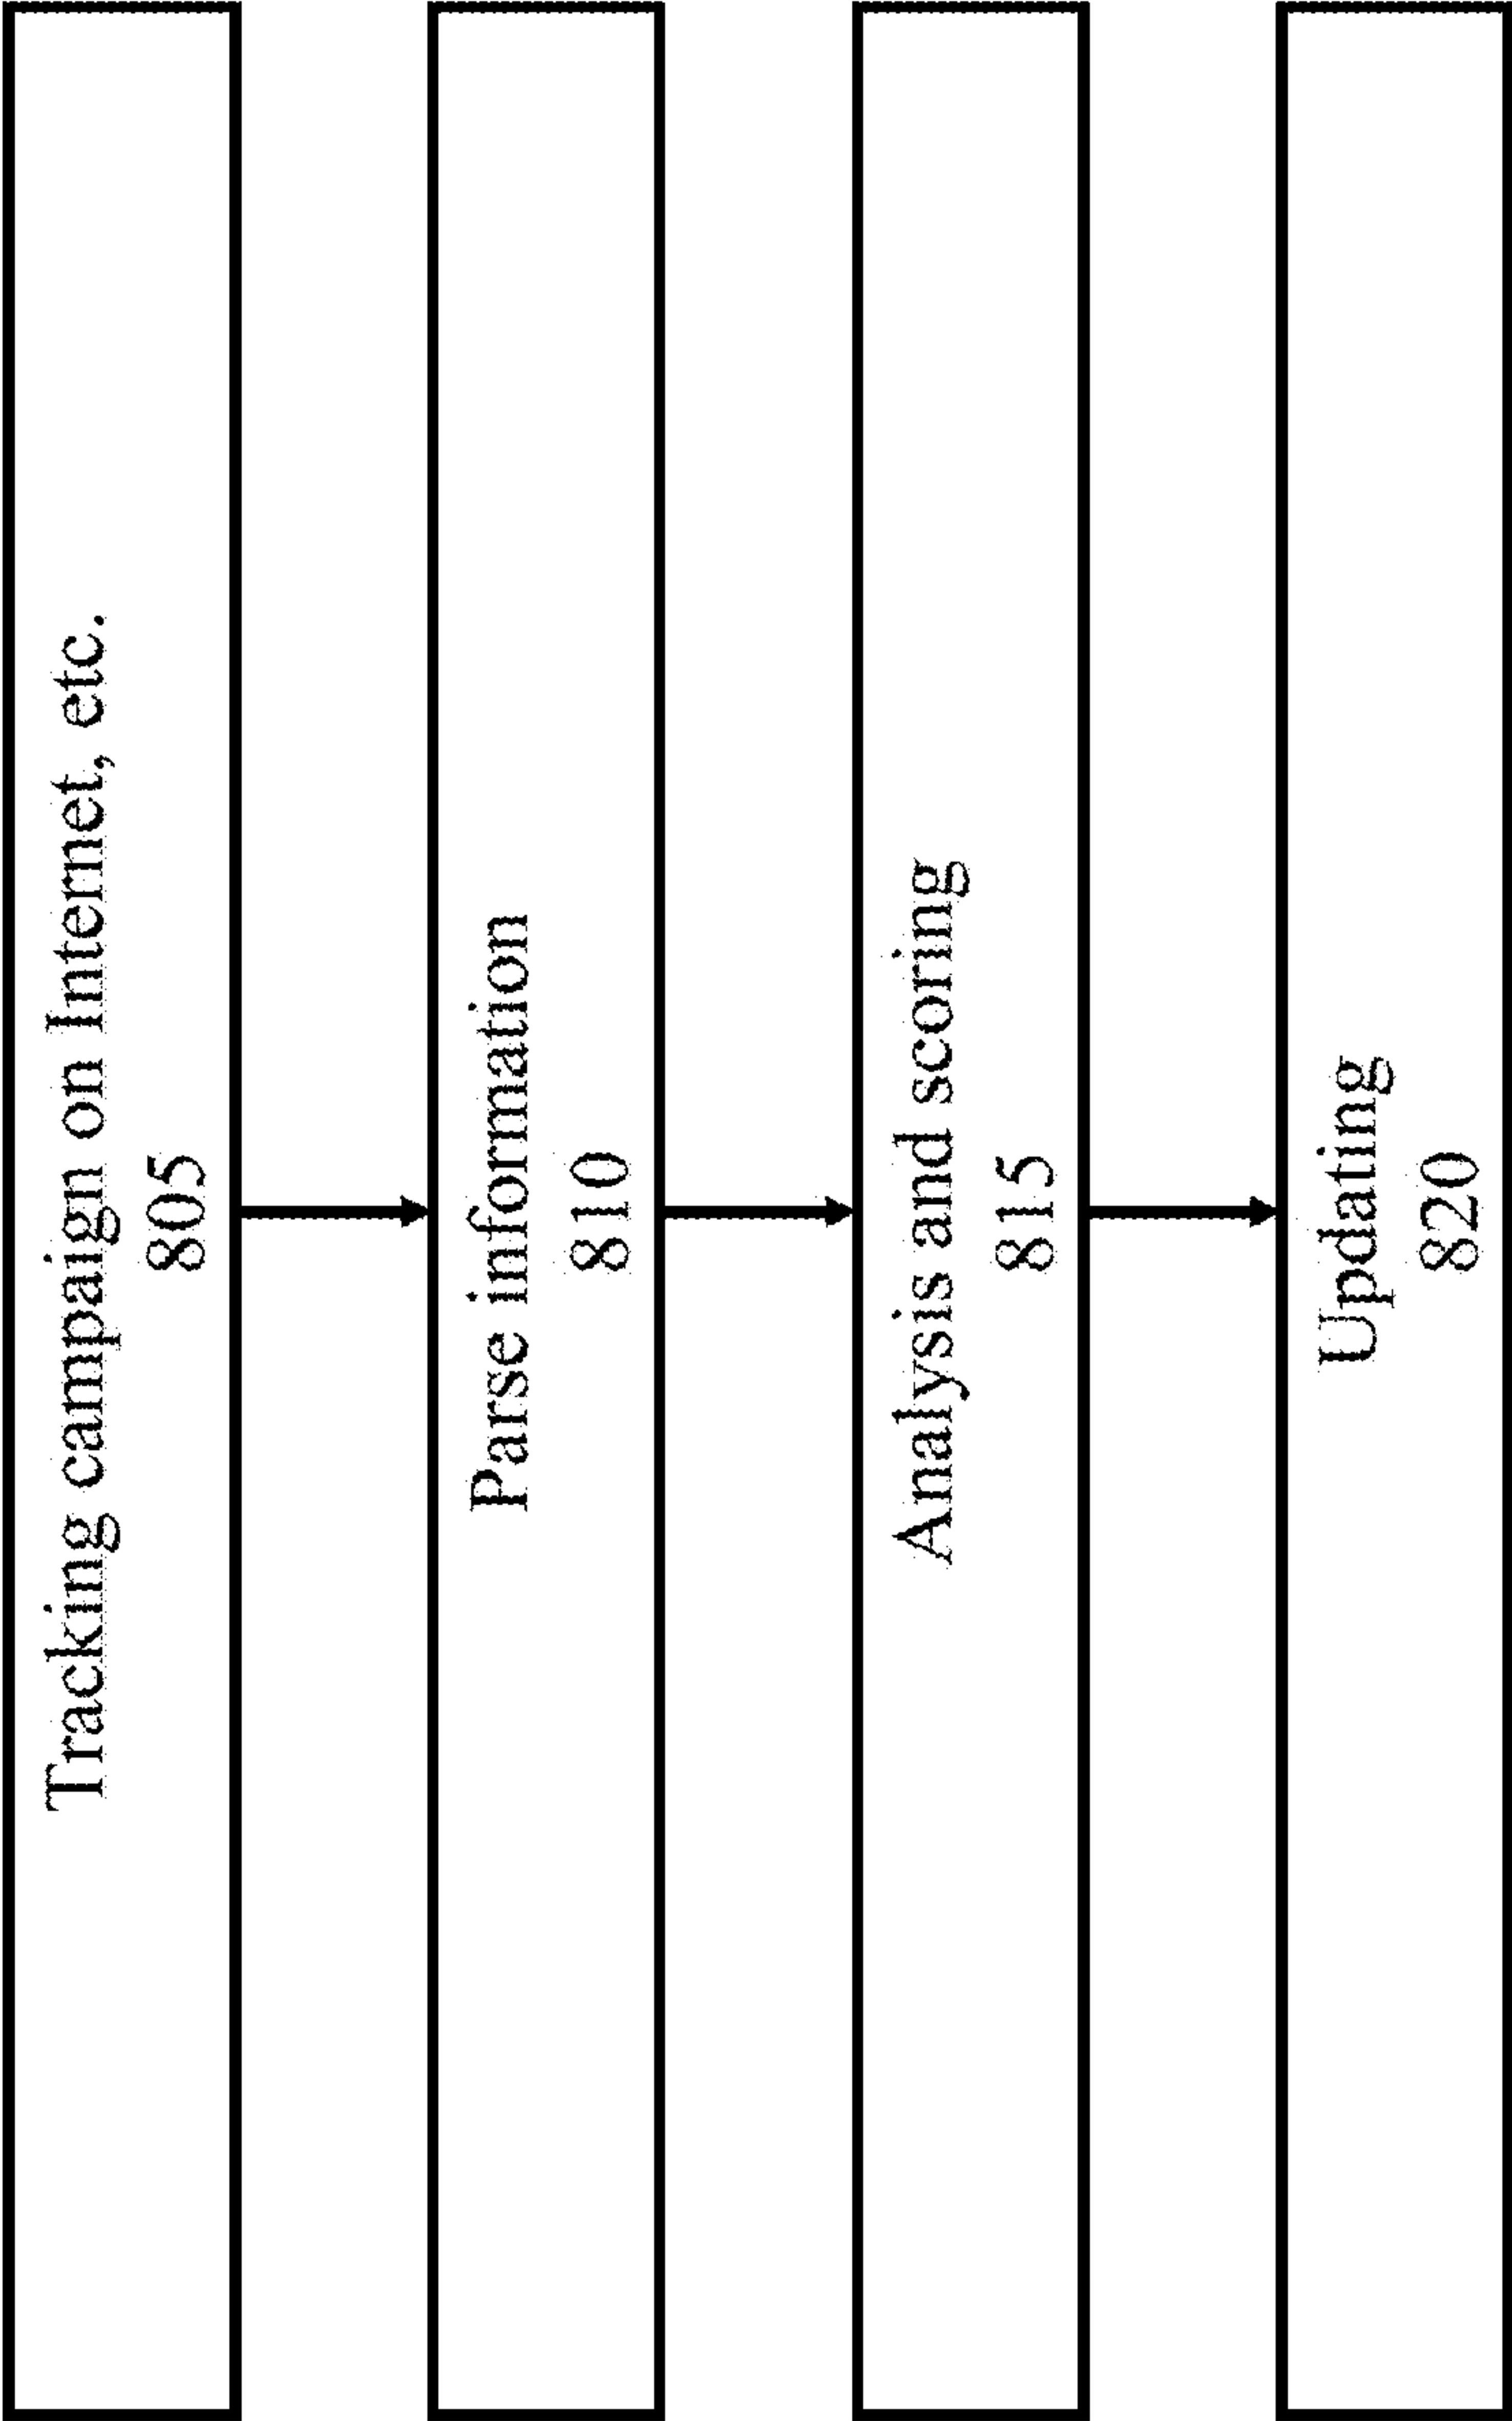 Tracking campaign on Internet, etc.
805
Parse information
810
Analysis and scoring
815
Updating
820